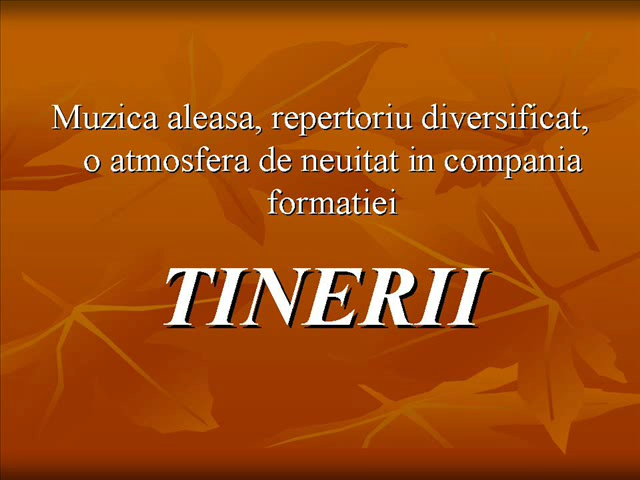 Muzica aleasa, repertoriu diversificat,
o atmosfera de neuitat in compania
formatiei
TINERII